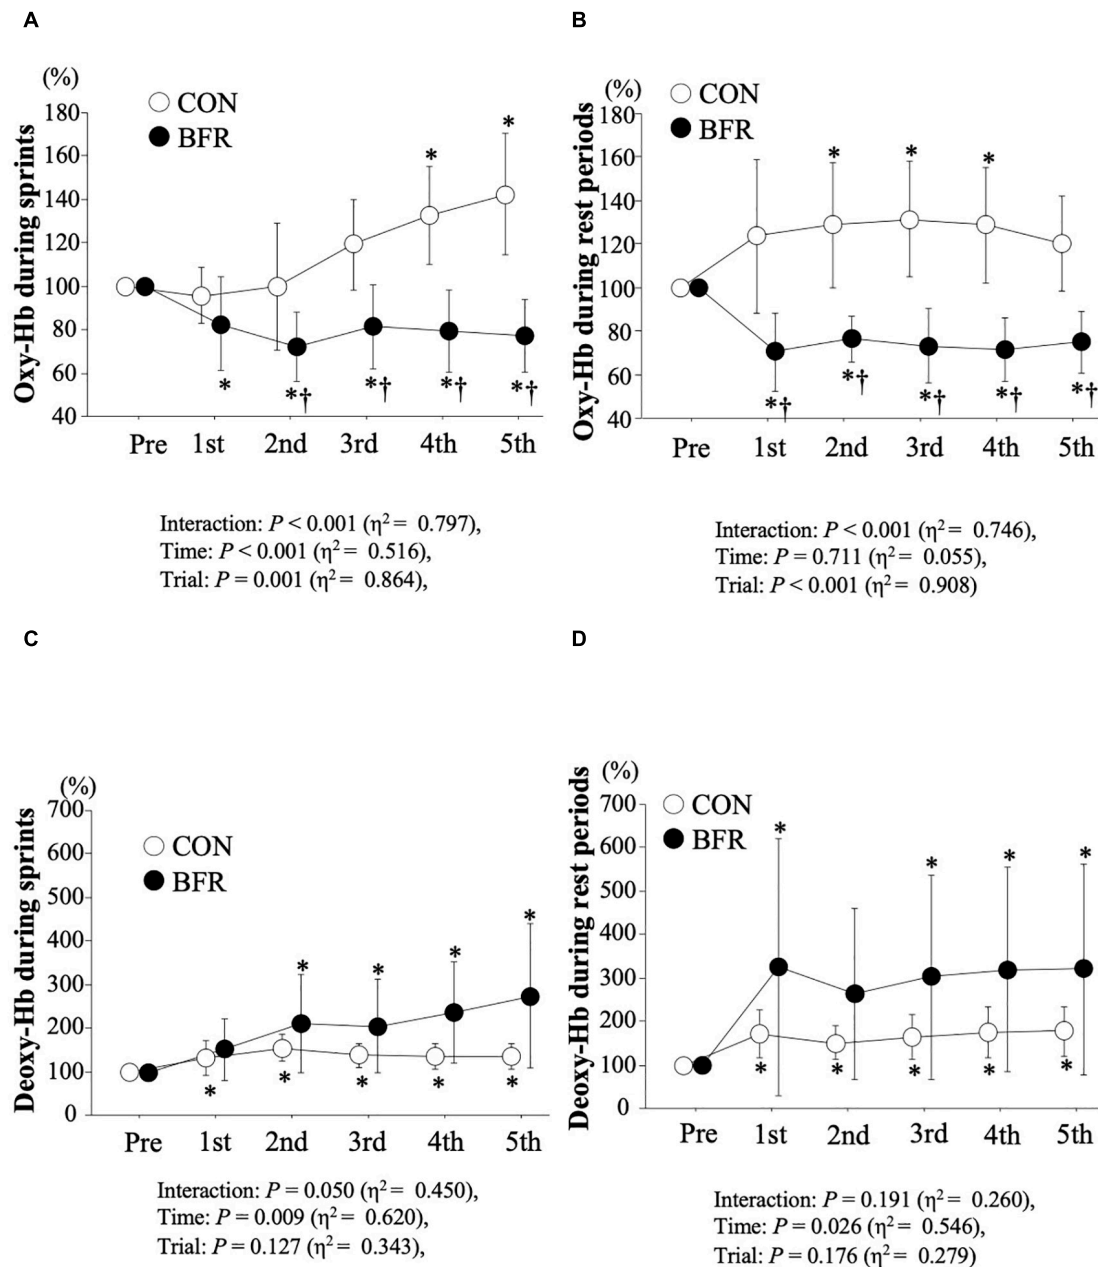 A
(%)
Oxy-Hb during sprints
CON
BFR
180
160
140
120
100
80
60
40
*
*
*
*†
*†
*†
*†
Pre 1st 2nd 3rd 4th 5th
Interaction: P < 0.001 (η2 = 0.797),
Time: P < 0.001 (η2 = 0.516),
Trial: P = 0.001 (η2 = 0.864),
B
(%)
Oxy-Hb during rest periods
CON
BFR
180
160
140
120
100
80
60
40
*
*
*
*†
*†
*†
*†
*†
Pre 1st 2nd 3rd 4th 5th
Interaction: P < 0.001 (η2 = 0.746),
Time: P = 0.711 (η2 = 0.055),
Trial: P < 0.001 (η2 = 0.908)
C
(%)
Deoxy-Hb during sprints
CON
BFR
700
600
500
400
300
200
100
0
*
*
*
*
*
*
*
*
*
Pre 1st 2nd 3rd 4th 5th
Interaction: P = 0.050 (η2 = 0.450),
Time: P = 0.009 (η2 = 0.620),
Trial: P = 0.127 (η2 = 0.343),
D
(%)
Deoxy-Hb during rest periods
CON
BFR
700
600
500
400
300
200
100
0
*
*
*
*
*
*
*
*
*
Pre 1st 2nd 3rd 4th 5th
Interaction: P = 0.191 (η2 = 0.260),
Time: P = 0.026 (η2 = 0.546),
Trial: P = 0.176 (η2 = 0.279)